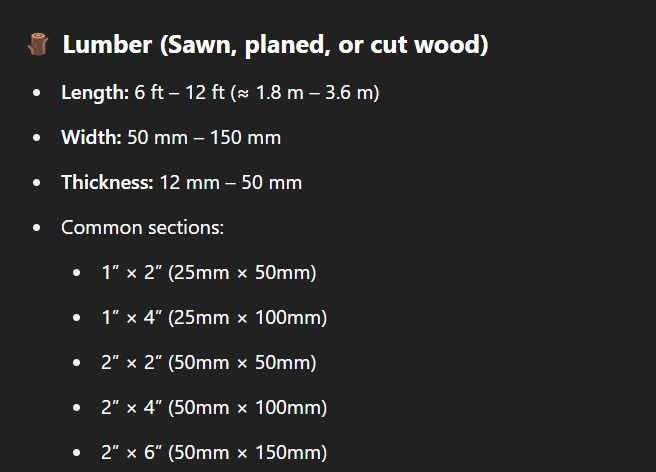 Lumber (Sawn, planed, or cut wood)
• Length: 6 ft – 12 ft (≈ 1.8 m – 3.6 m)
• Width: 50 mm – 150 mm
• Thickness: 12 mm – 50 mm
• Common sections:
• 1″ × 2″ (25mm × 50mm)
• 1″ × 4″ (25mm × 100mm)
• 2″ × 2″ (50mm × 50mm)
• 2″ × 4″ (50mm × 100mm)
• 2″ × 6″ (50mm × 150mm)